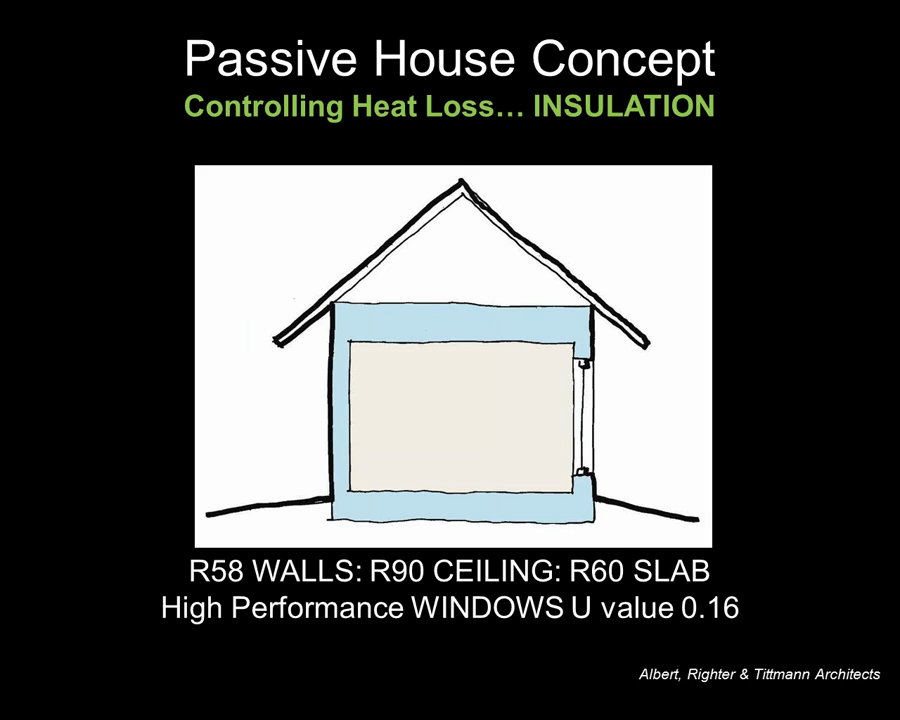 Passive House Concept
Controlling Heat Loss… INSULATION
R58 WALLS: R90 CEILING: R60 SLAB
High Performance WINDOWS U value 0.16
Albert, Righter & Tittmann Architects